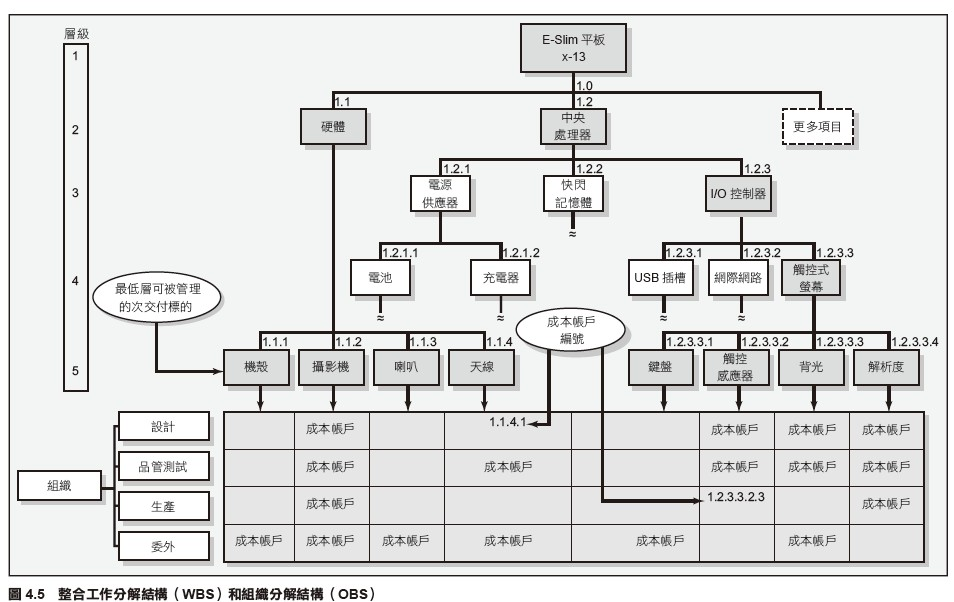 層級
1
2
3
4
5
E-Slim 平板
x-13
1.0
1.1
硬體
1.2
中央
處理器
更多項目
1.2.1
電源
供應器
1.2.2
快閃
記憶體
≈
1.2.3
I/O 控制器
1.2.1.1
電池
≈
1.2.1.2
充電器
≈
1.2.3.1
USB 插槽
≈
1.2.3.2
網際網路
≈
1.2.3.3
觸控式
螢幕
最低層可被管理
的次交付標的
成本帳戶
編號
1.1.1
機殼
1.1.2
攝影機
1.1.3
喇叭
1.1.4
天線
1.2.3.3.1
鍵盤
1.2.3.3.2
觸控
感應器
1.2.3.3.3
背光
1.2.3.3.4
解析度
組織
設計
成本帳戶
1.1.4.1
成本帳戶
成本帳戶
成本帳戶
品管測試
成本帳戶
成本帳戶
成本帳戶
成本帳戶
成本帳戶
生產
成本帳戶
1.2.3.3.2.3
成本帳戶
委外
成本帳戶
成本帳戶
成本帳戶
成本帳戶
成本帳戶
成本帳戶
圖 4.5 整合工作分解結構（WBS）和組織分解結構（OBS）